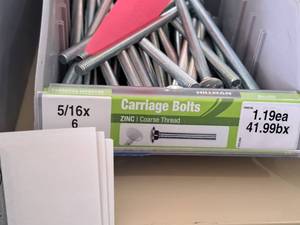 HILLMAN
5/16x
6
Carriage Bolts
ZINC | Coarse Thread
1.19ea
41.99bx